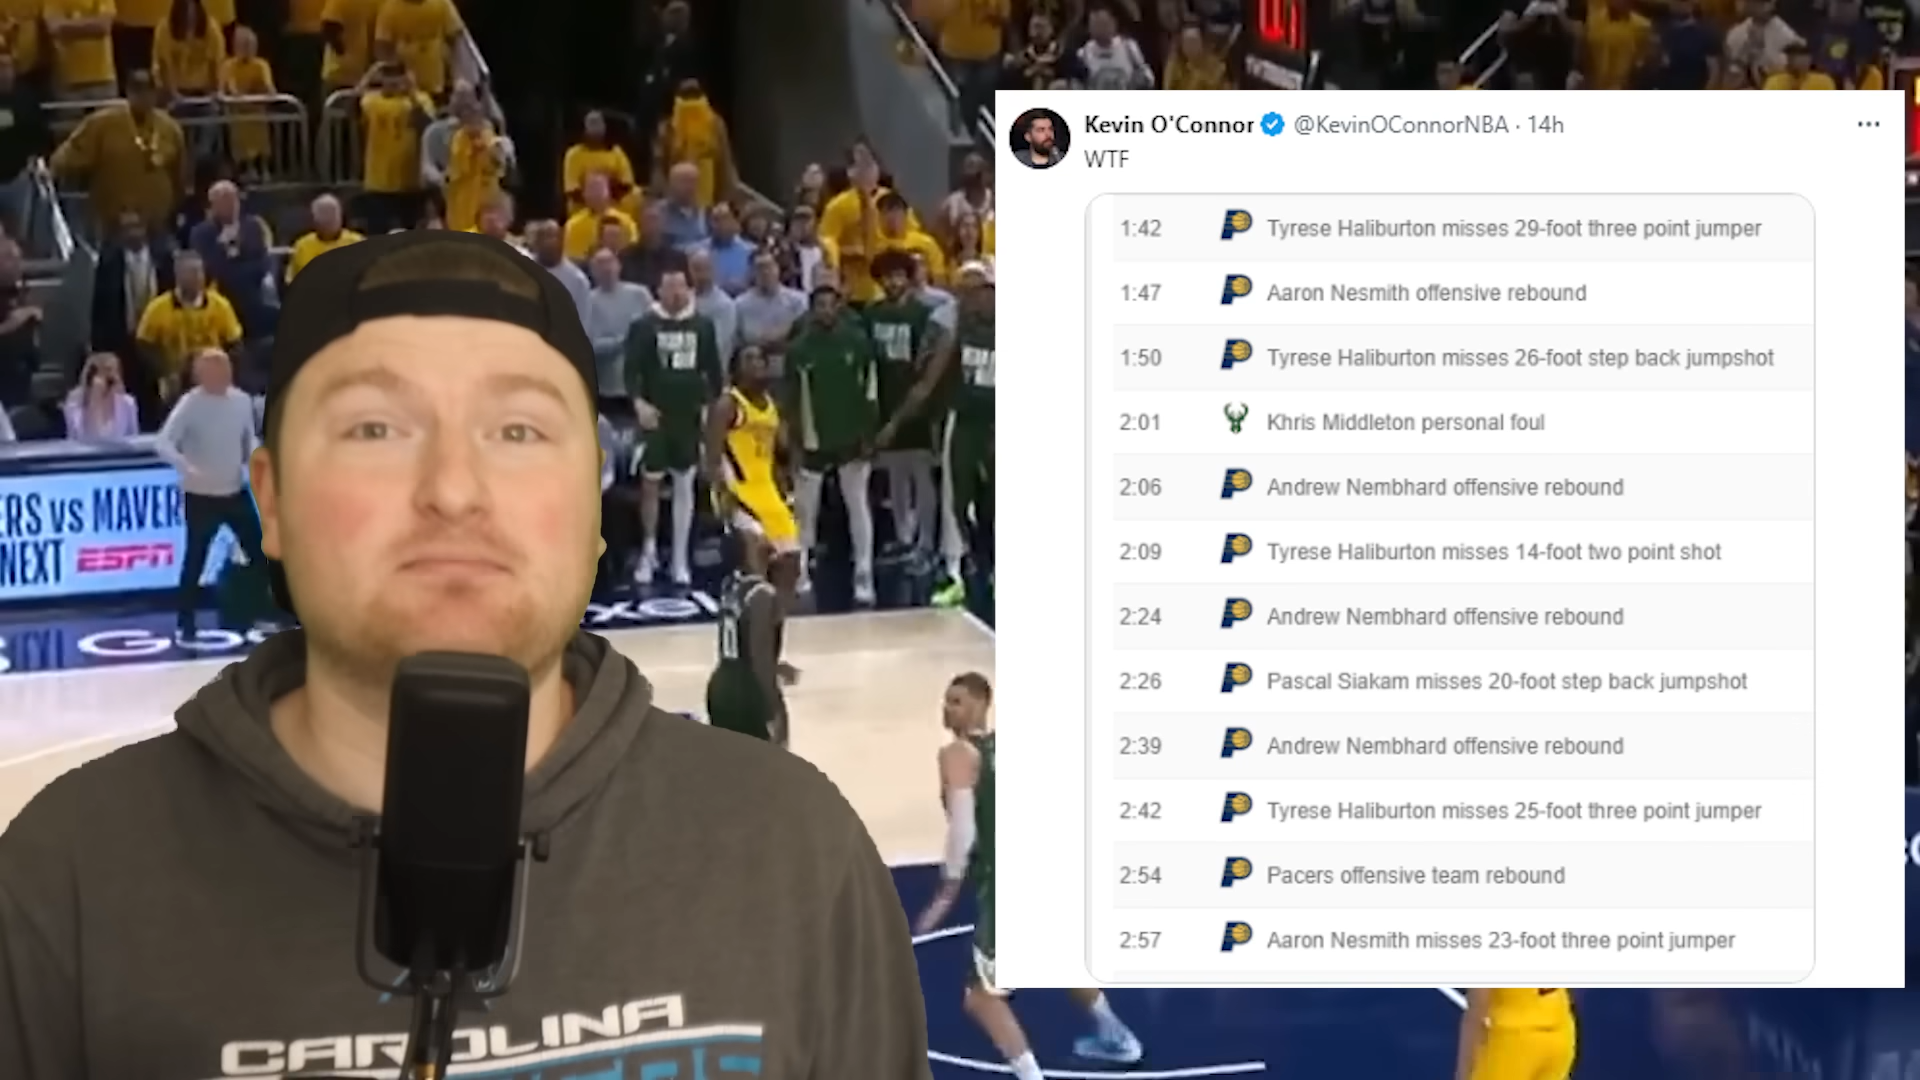 Kevin O'Connor @KevinOConnorNBA · 14h
WTF
1:42 Tyrese Haliburton misses 29-foot three point jumper
1:47 Aaron Nesmith offensive rebound
1:50 Tyrese Haliburton misses 26-foot step back jumpshot
2:01 Khris Middleton personal foul
2:06 Andrew Nembhard offensive rebound
2:09 Tyrese Haliburton misses 14-foot two point shot
2:24 Andrew Nembhard offensive rebound
2:26 Pascal Siakam misses 20-foot step back jumpshot
2:39 Andrew Nembhard offensive rebound
2:42 Tyrese Haliburton misses 25-foot three point jumper
2:54 Pacers offensive team rebound
2:57 Aaron Nesmith misses 23-foot three point jumper
ERS VS MAVER
NEXT ESPN
CAROLINA